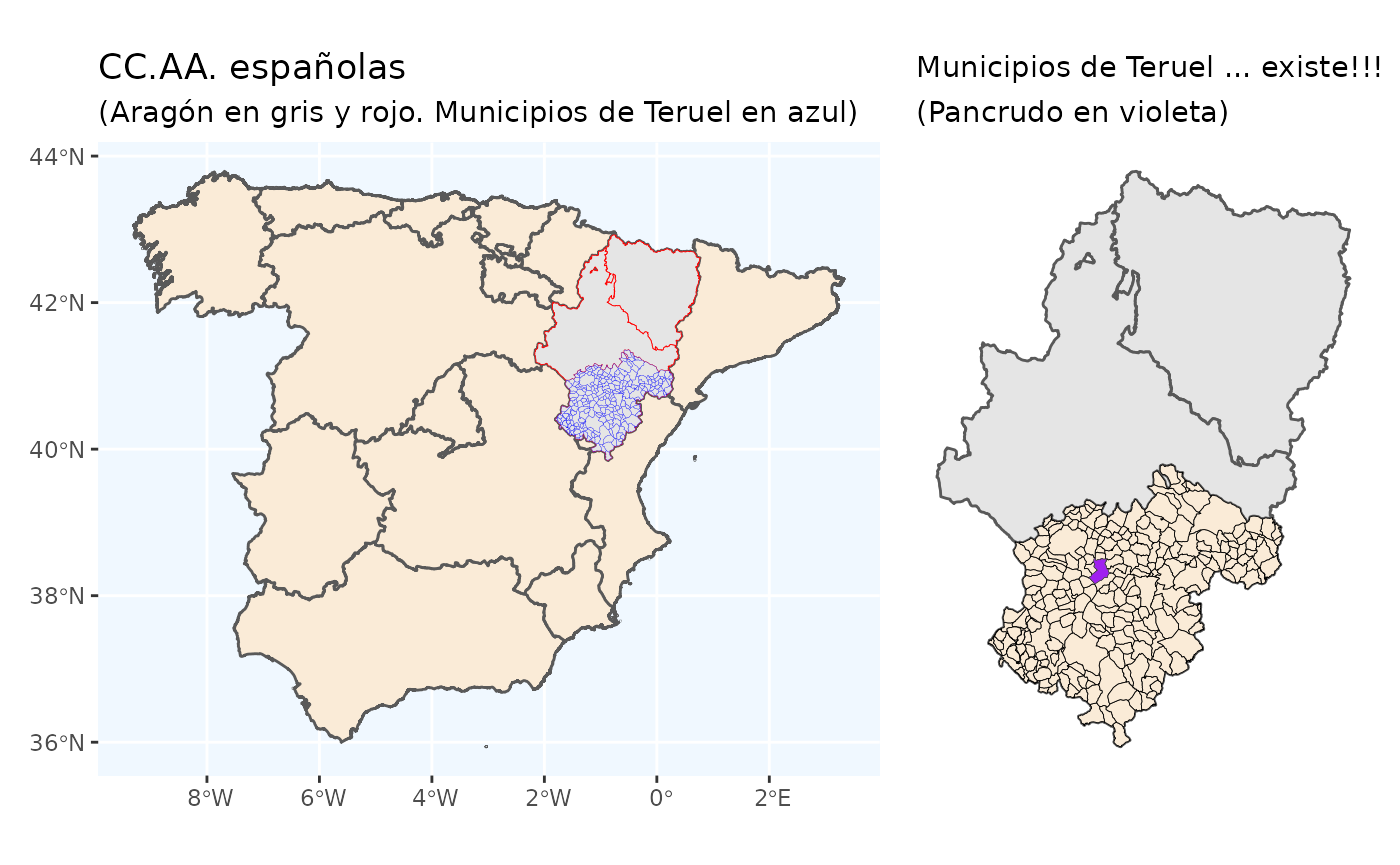 CC.AA. españolas
(Aragón en gris y rojo. Municipios de Teruel en azul)
Municipios de Teruel ... existe!!!
(Pancrudo en violeta)
44°N
42°N
40°N
38°N
36°N
8°W 6°W 4°W 2°W 0° 2°E